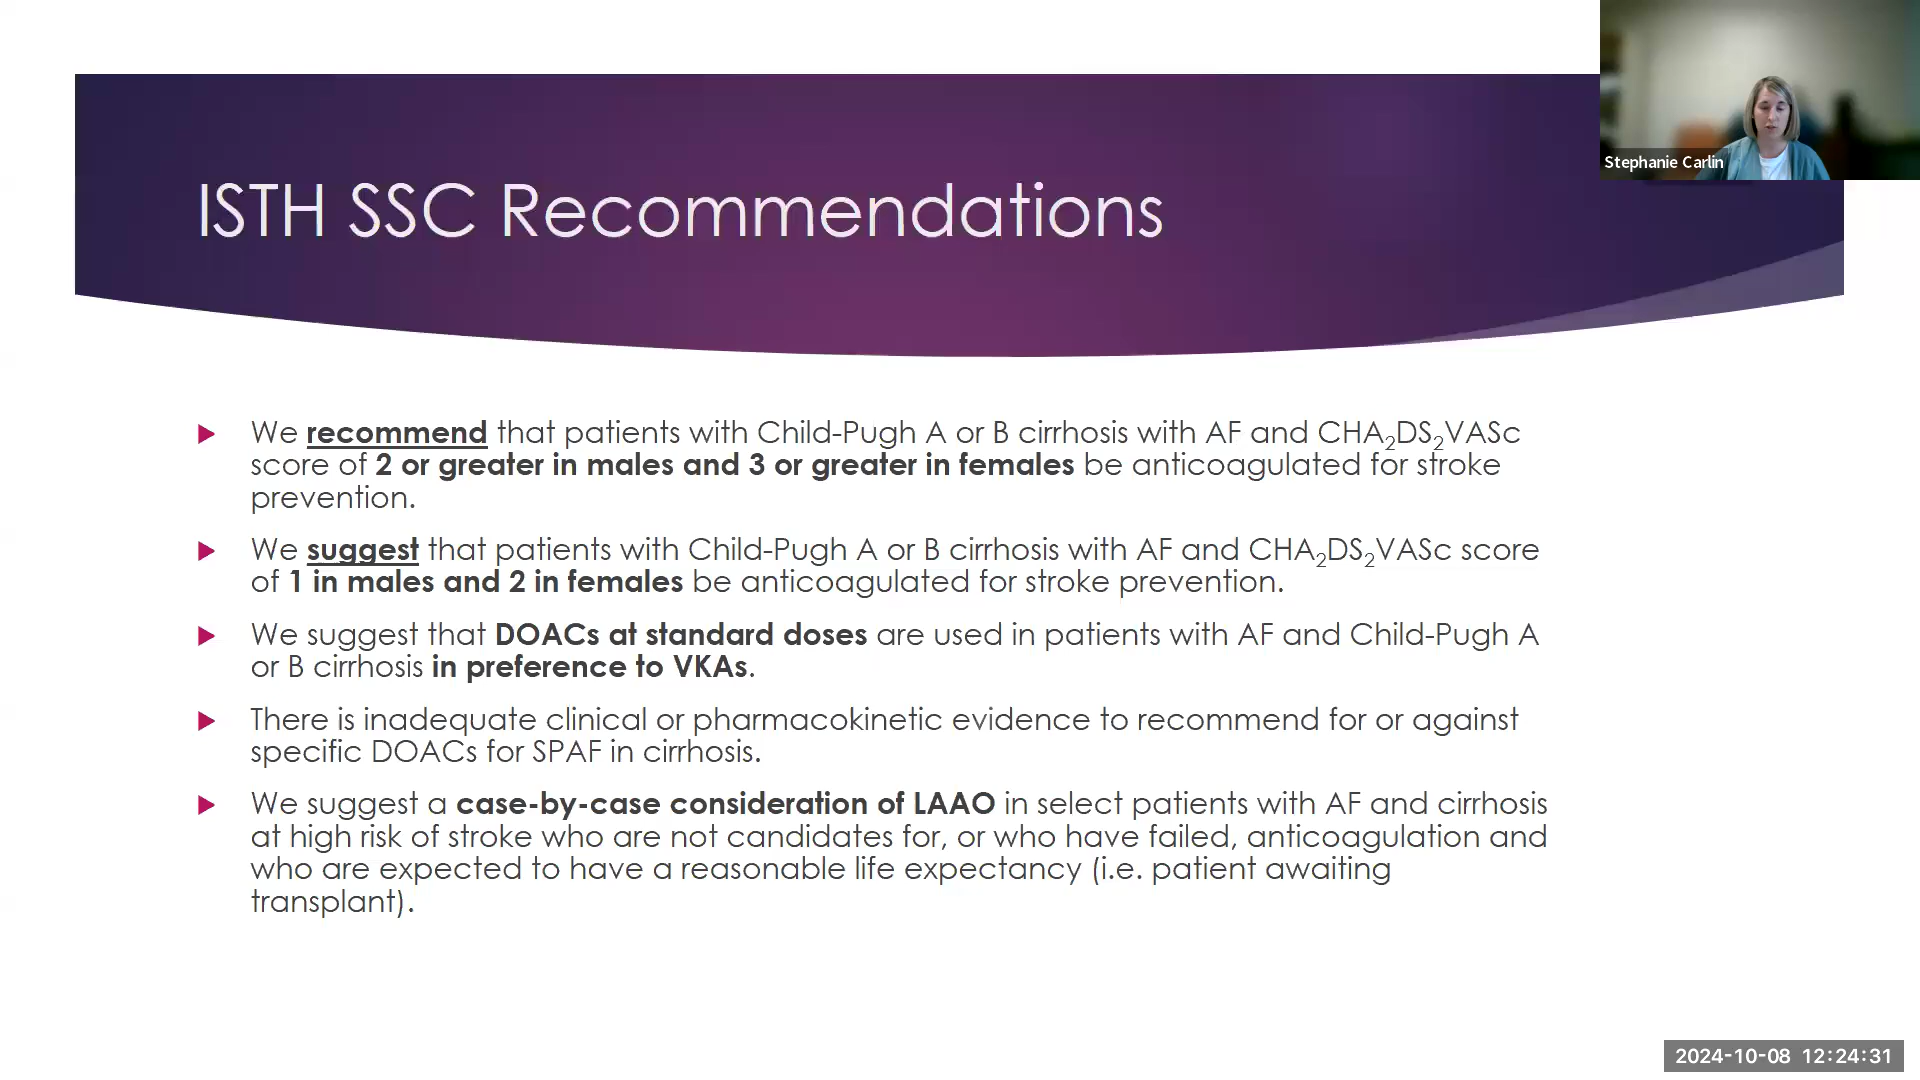 Stephanie Carlin
ISTH SSC Recommendations
We recommend that patients with Child-Pugh A or B cirrhosis with AF and CHA₂DS₂VASc
score of 2 or greater in males and 3 or greater in females be anticoagulated for stroke
prevention.
We suggest that patients with Child-Pugh A or B cirrhosis with AF and CHA₂DS₂VASc score
of 1 in males and 2 in females be anticoagulated for stroke prevention.
We suggest that DOACs at standard doses are used in patients with AF and Child-Pugh A
or B cirrhosis in preference to VKAs.
There is inadequate clinical or pharmacokinetic evidence to recommend for or against
specific DOACs for SPAF in cirrhosis.
We suggest a case-by-case consideration of LAAO in select patients with AF and cirrhosis
at high risk of stroke who are not candidates for, or who have failed, anticoagulation and
who are expected to have a reasonable life expectancy (i.e. patient awaiting
transplant).
2024-10-08 12:24:31